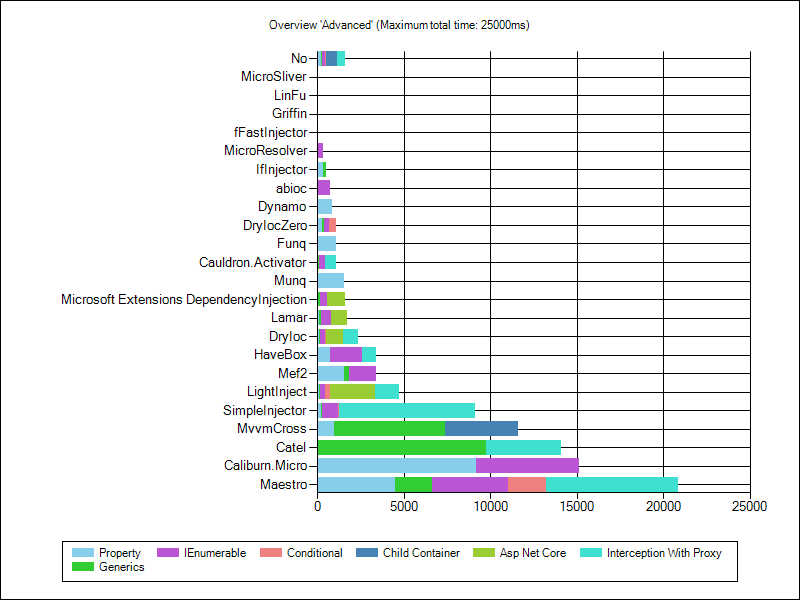 Overview 'Advanced' (Maximum total time: 25000ms)
No
MicroSliver
LinFu
Griffin
fFastInjector
MicroResolver
IfInjector
abioc
Dynamo
DryIocZero
Funq
Cauldron.Activator
Munq
Microsoft Extensions DependencyInjection
Lamar
DryIoc
HaveBox
Mef2
LightInject
SimpleInjector
MvvmCross
Catel
Caliburn.Micro
Maestro
0 5000 10000 15000 20000 25000
Property IEnumerable Conditional Child Container Asp Net Core Interception With Proxy
Generics